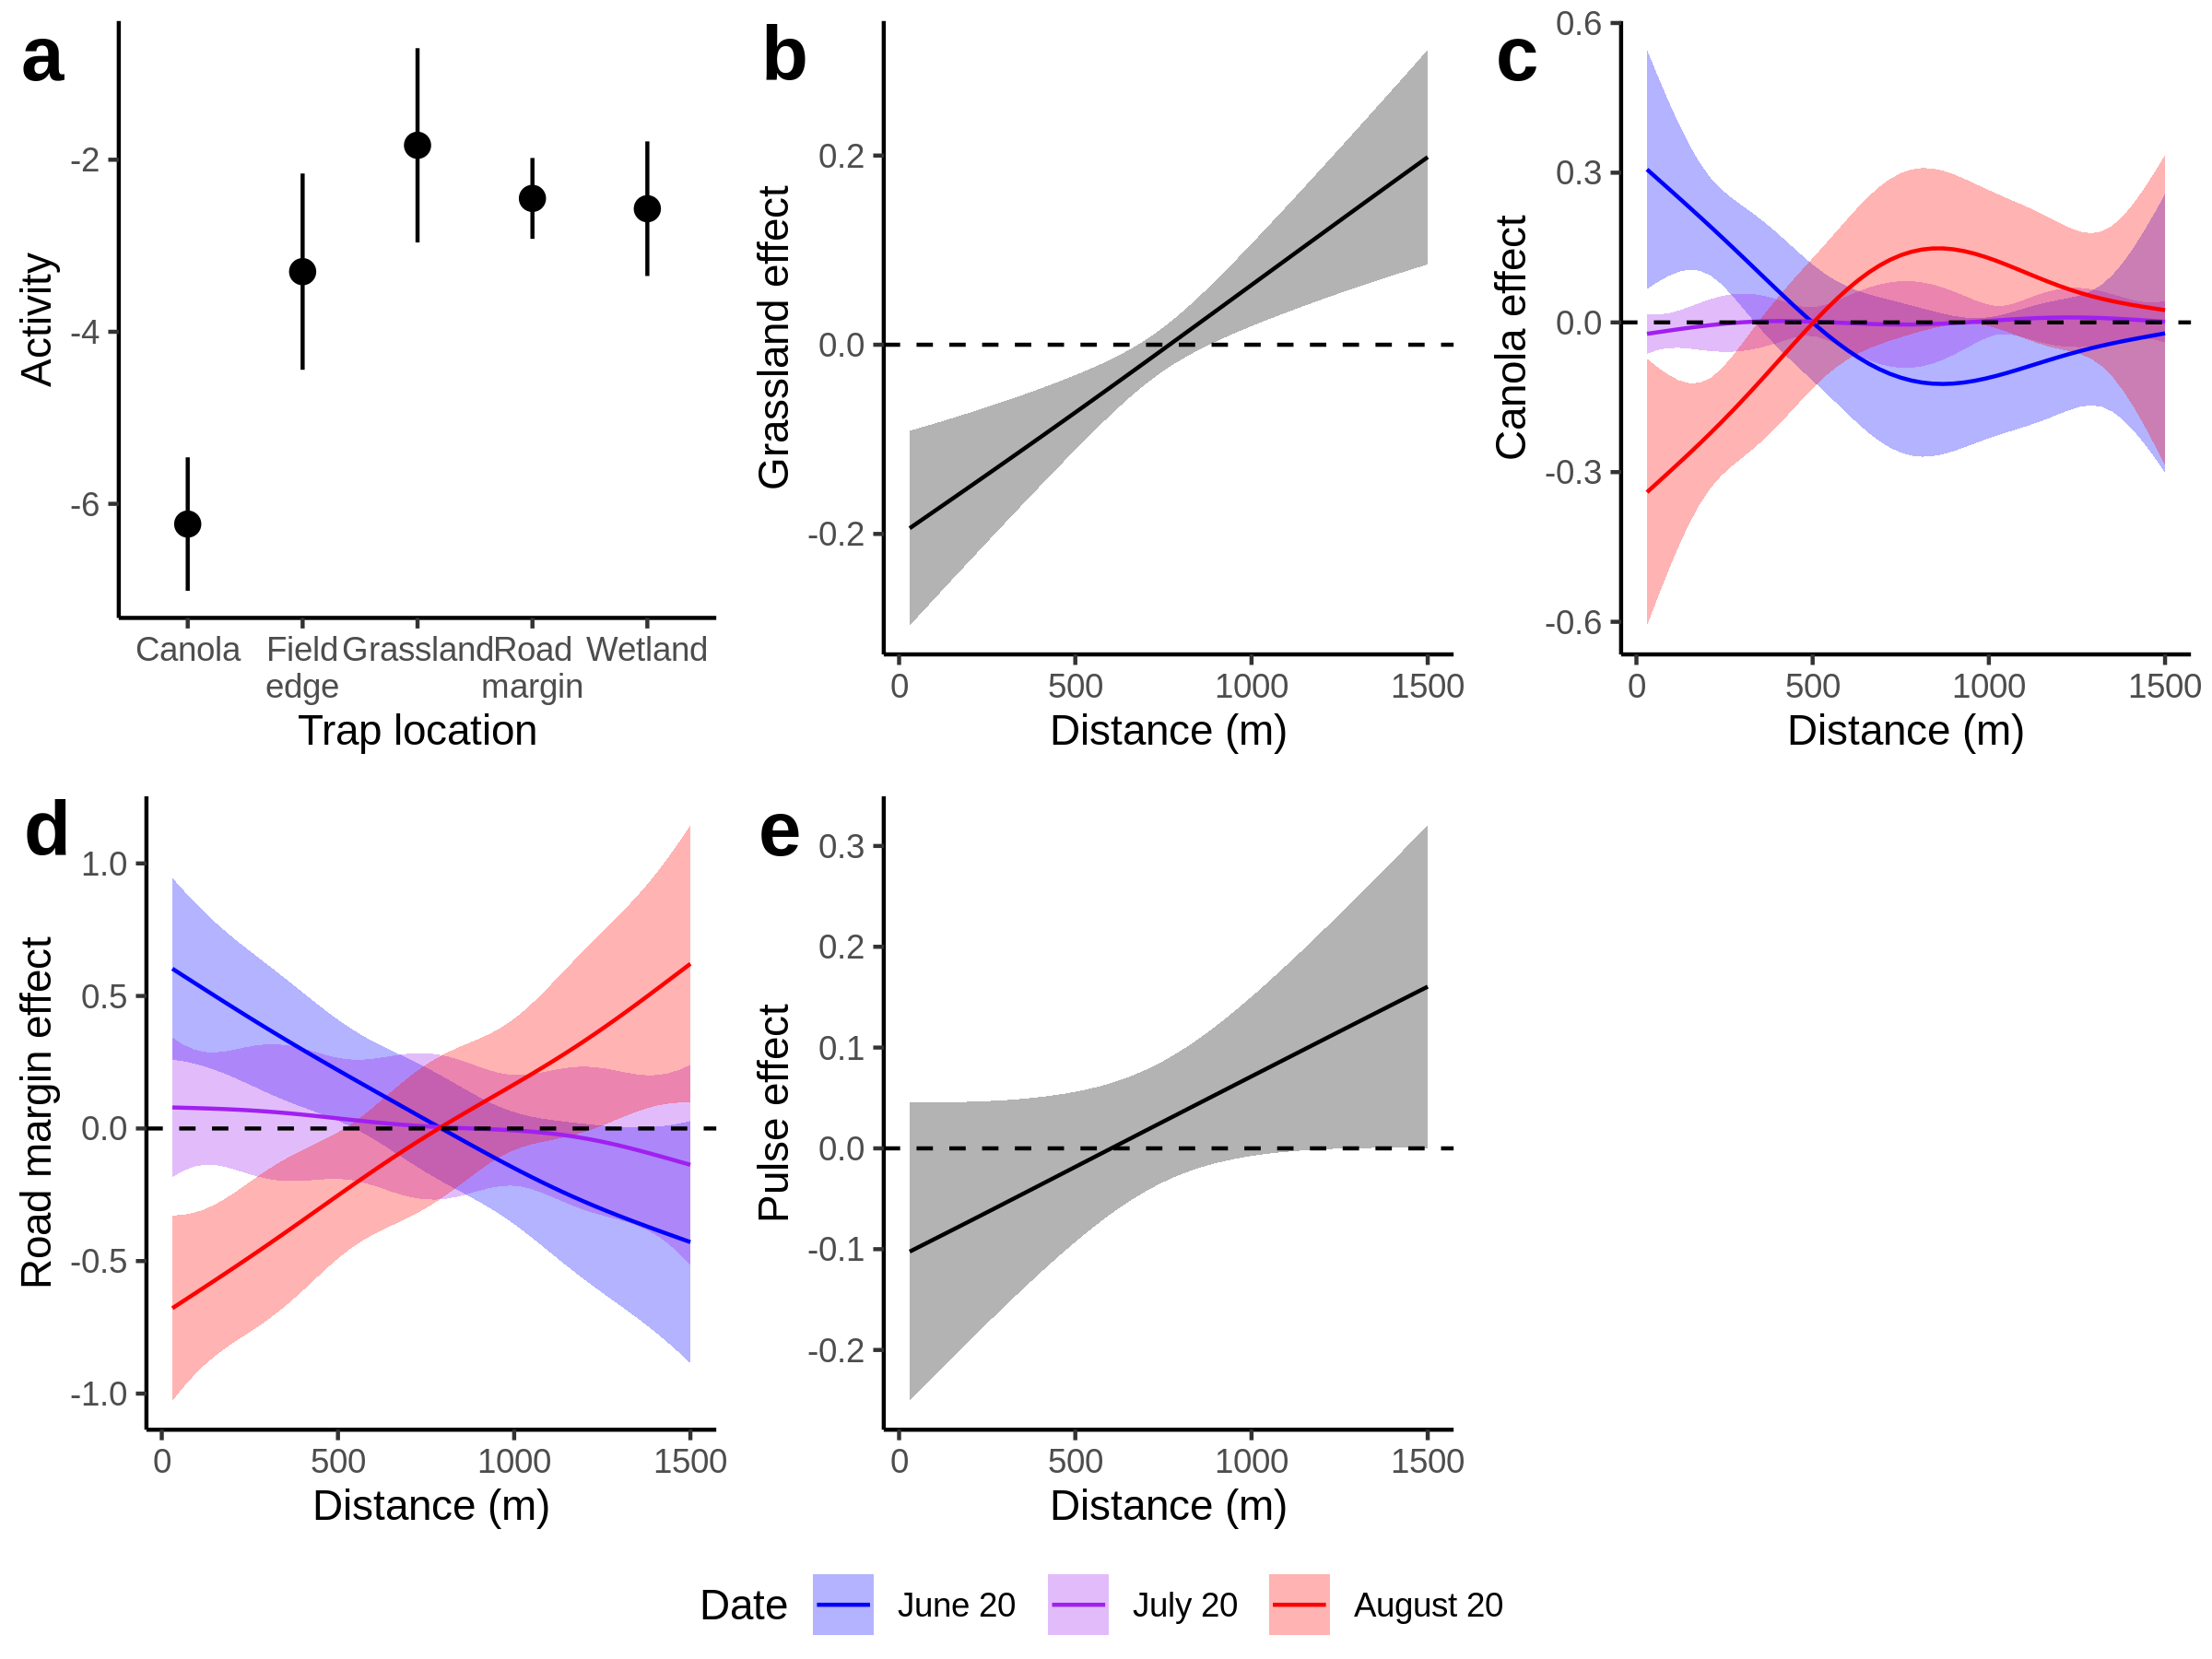 a
Activity
-2
-4
-6
Canola Field Grassland Road Wetland
edge margin
Trap location
b
Grassland effect
0.2
0.0
-0.2
0 500 1000 1500
Distance (m)
c
Canola effect
0.6
0.3
0.0
-0.3
-0.6
0 500 1000 1500
Distance (m)
d
Road margin effect
1.0
0.5
0.0
-0.5
-1.0
0 500 1000 1500
Distance (m)
e
Pulse effect
0.3
0.2
0.1
0.0
-0.1
-0.2
0 500 1000 1500
Distance (m)
Date June 20 July 20 August 20